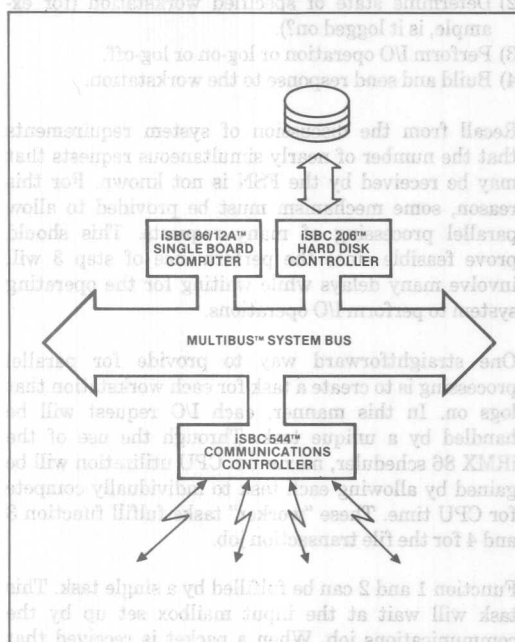 2) Determine state of specified workstation (for ex-
ample, is it logged on?).
3) Perform I/O operation or log-on or log-off.
4) Build and send response to the workstation.
Recall from the of system requirements
that the number of nearly simultaneous requests that
may be received by the FSN is not known. For this
reason, some mechanism must be provided to allow
parallel processing of This should
prove feasible step 3 will
involve many delays while waiting for the operating
system to perform I/O operations.
One straightforward way to provide for parallel
processing is to create a task for each workstation that
logs on. In this manner, each I/O request will be
handled by a unique through the use of the
iRMX 86 scheduler, CPU utilization will be
gained by allowing each task to individually compete
for CPU time. These tasks fulfill function 3
and 4 for the file transaction job.
Function 1 and 2 can be fulfilled by a single task. This
task will wait at the input mailbox set up by the
communications job. When a packet is received that
iSBC 86/12A™
SINGLE BOARD
COMPUTER
iSBC 206™
HARD DISK
CONTROLLER
MULTIBUS™ SYSTEM BUS
iSBC 544™
COMMUNICATIONS
CONTROLLER